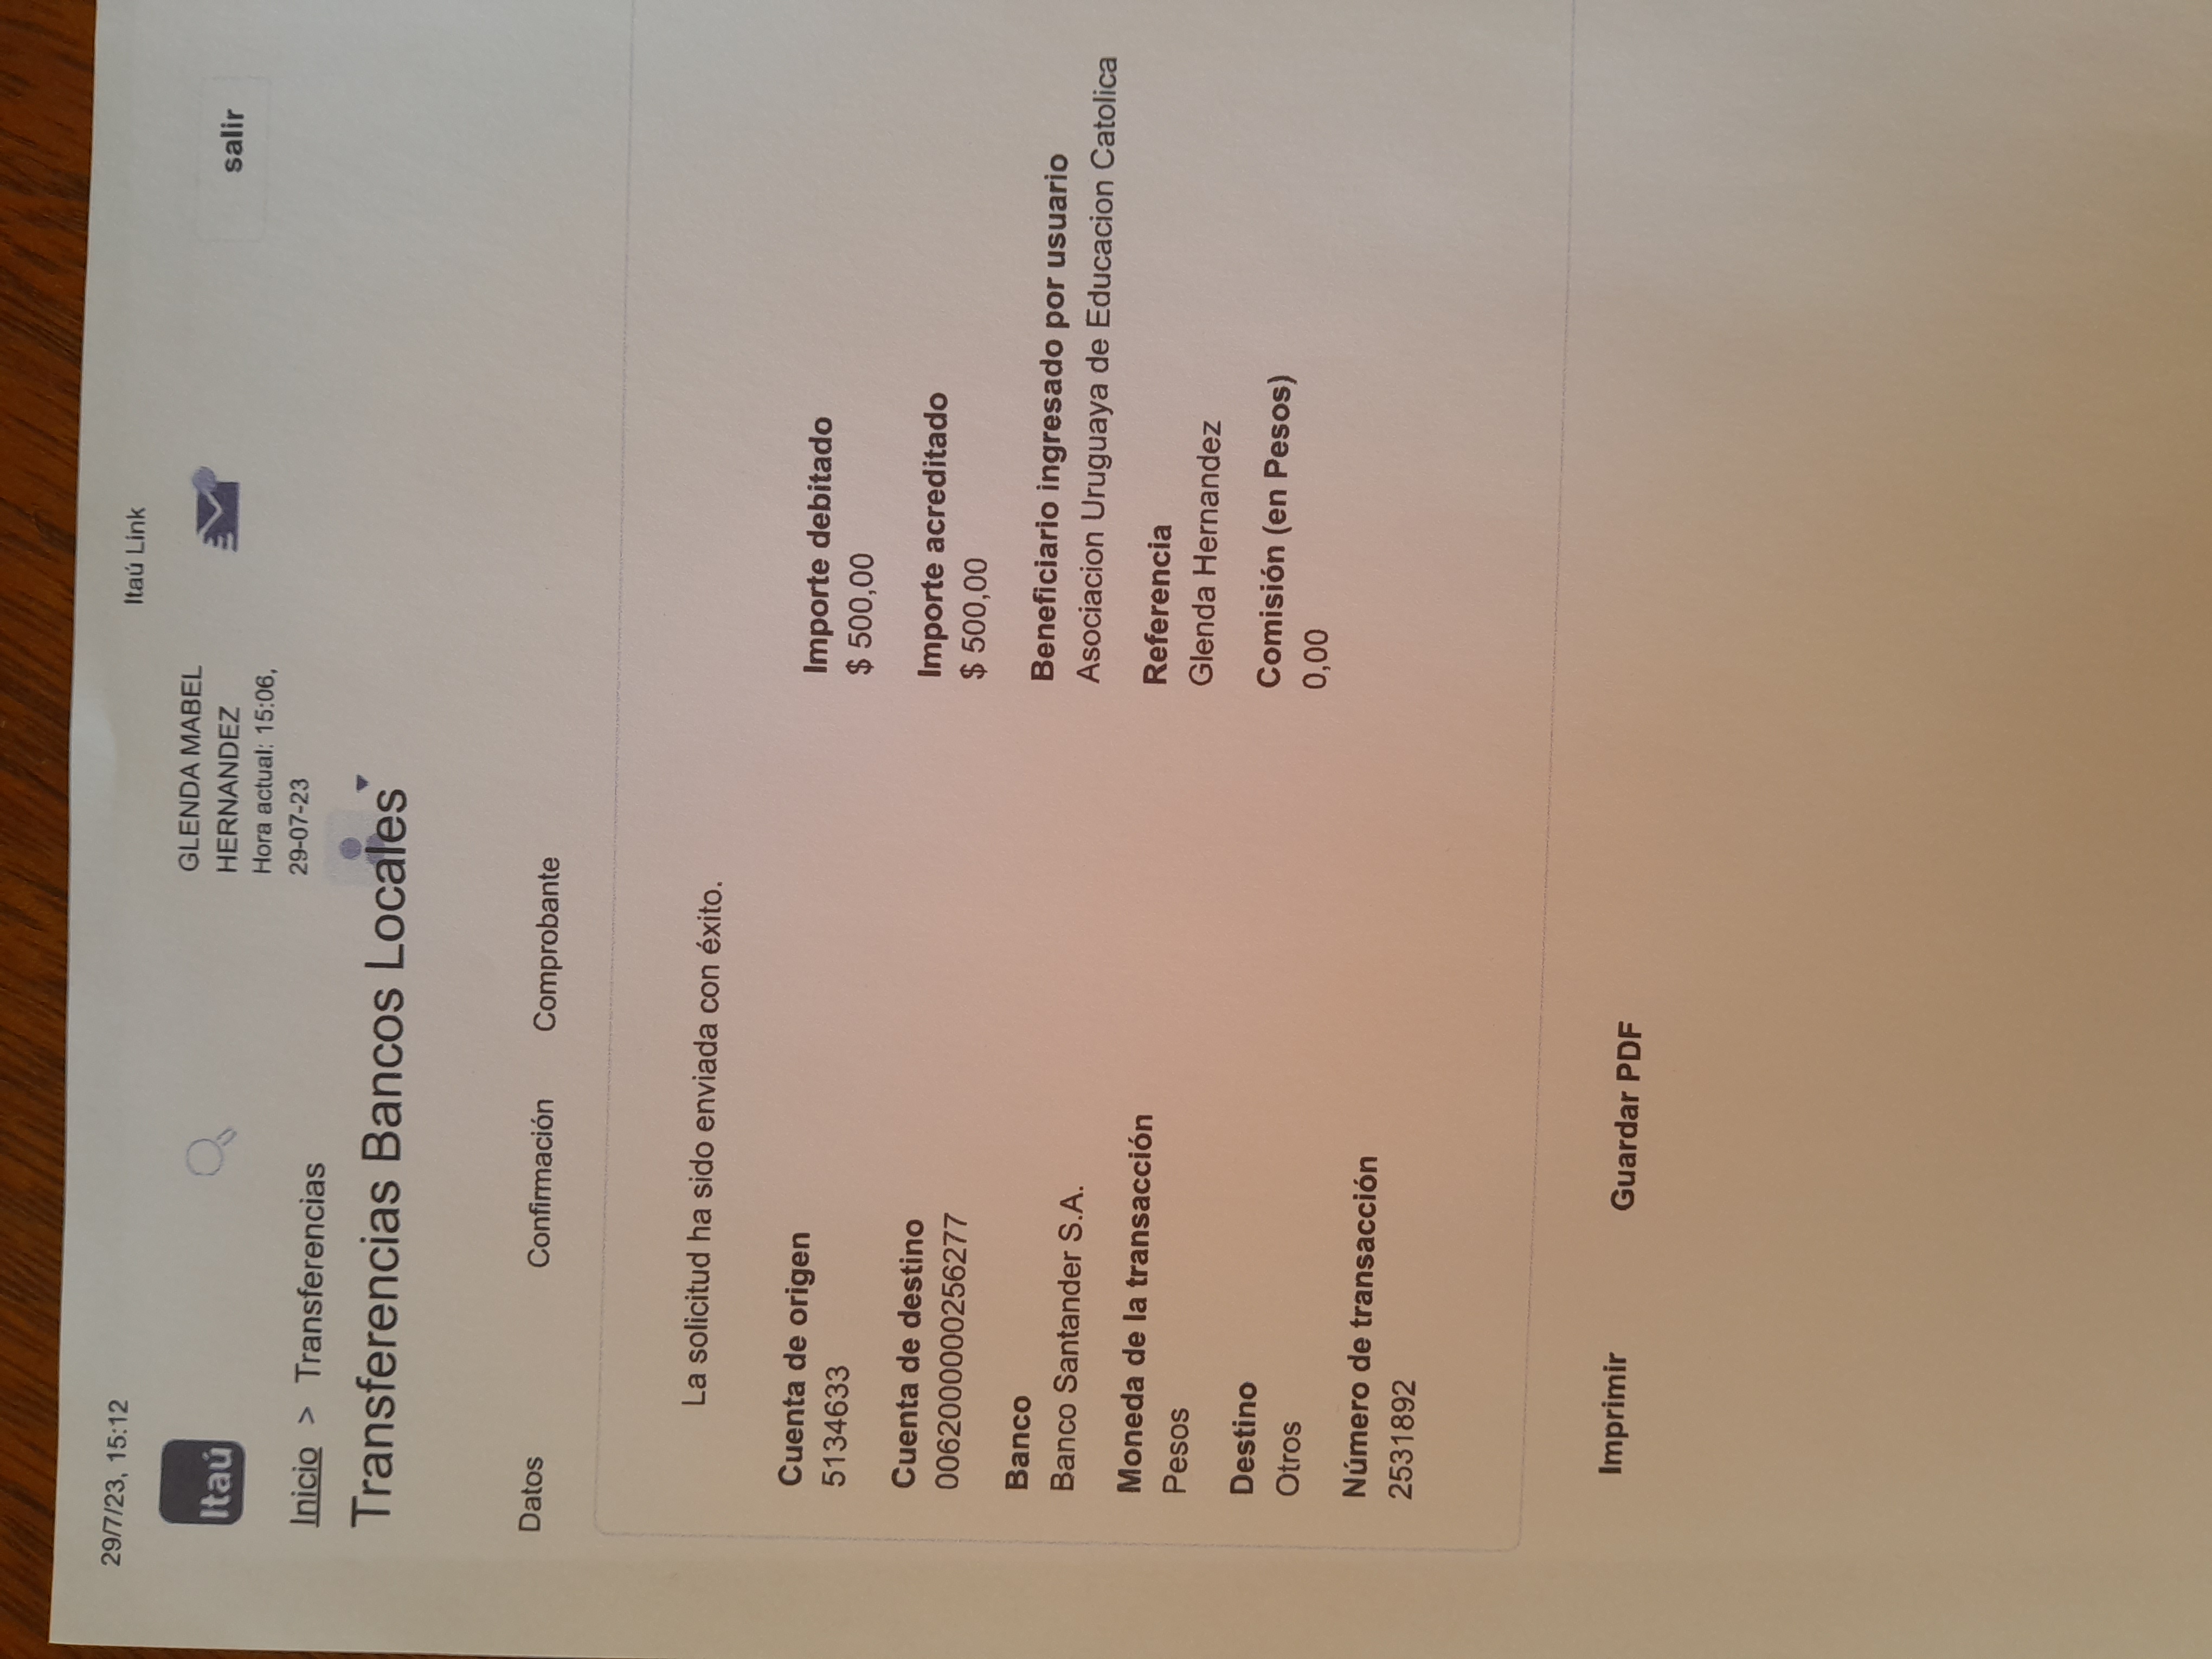 29/7/23, 15:12
Itaú Link
Itaú
GLENDA MABEL
HERNANDEZ
Hora actual: 15:06,
29-07-23
salir
Inicio > Transferencias
Transferencias Bancos Locales
Datos Confirmación Comprobante
La solicitud ha sido enviada con éxito.
Cuenta de origen
5134633
Cuenta de destino
0062000000256277
Banco
Banco Santander S.A.
Moneda de la transacción
Pesos
Destino
Otros
Número de transacción
2531892
Importe debitado
$ 500,00
Importe acreditado
$ 500,00
Beneficiario ingresado por usuario
Asociacion Uruguaya de Educacion Catolica
Referencia
Glenda Hernandez
Comisión (en Pesos)
0,00
Imprimir Guardar PDF